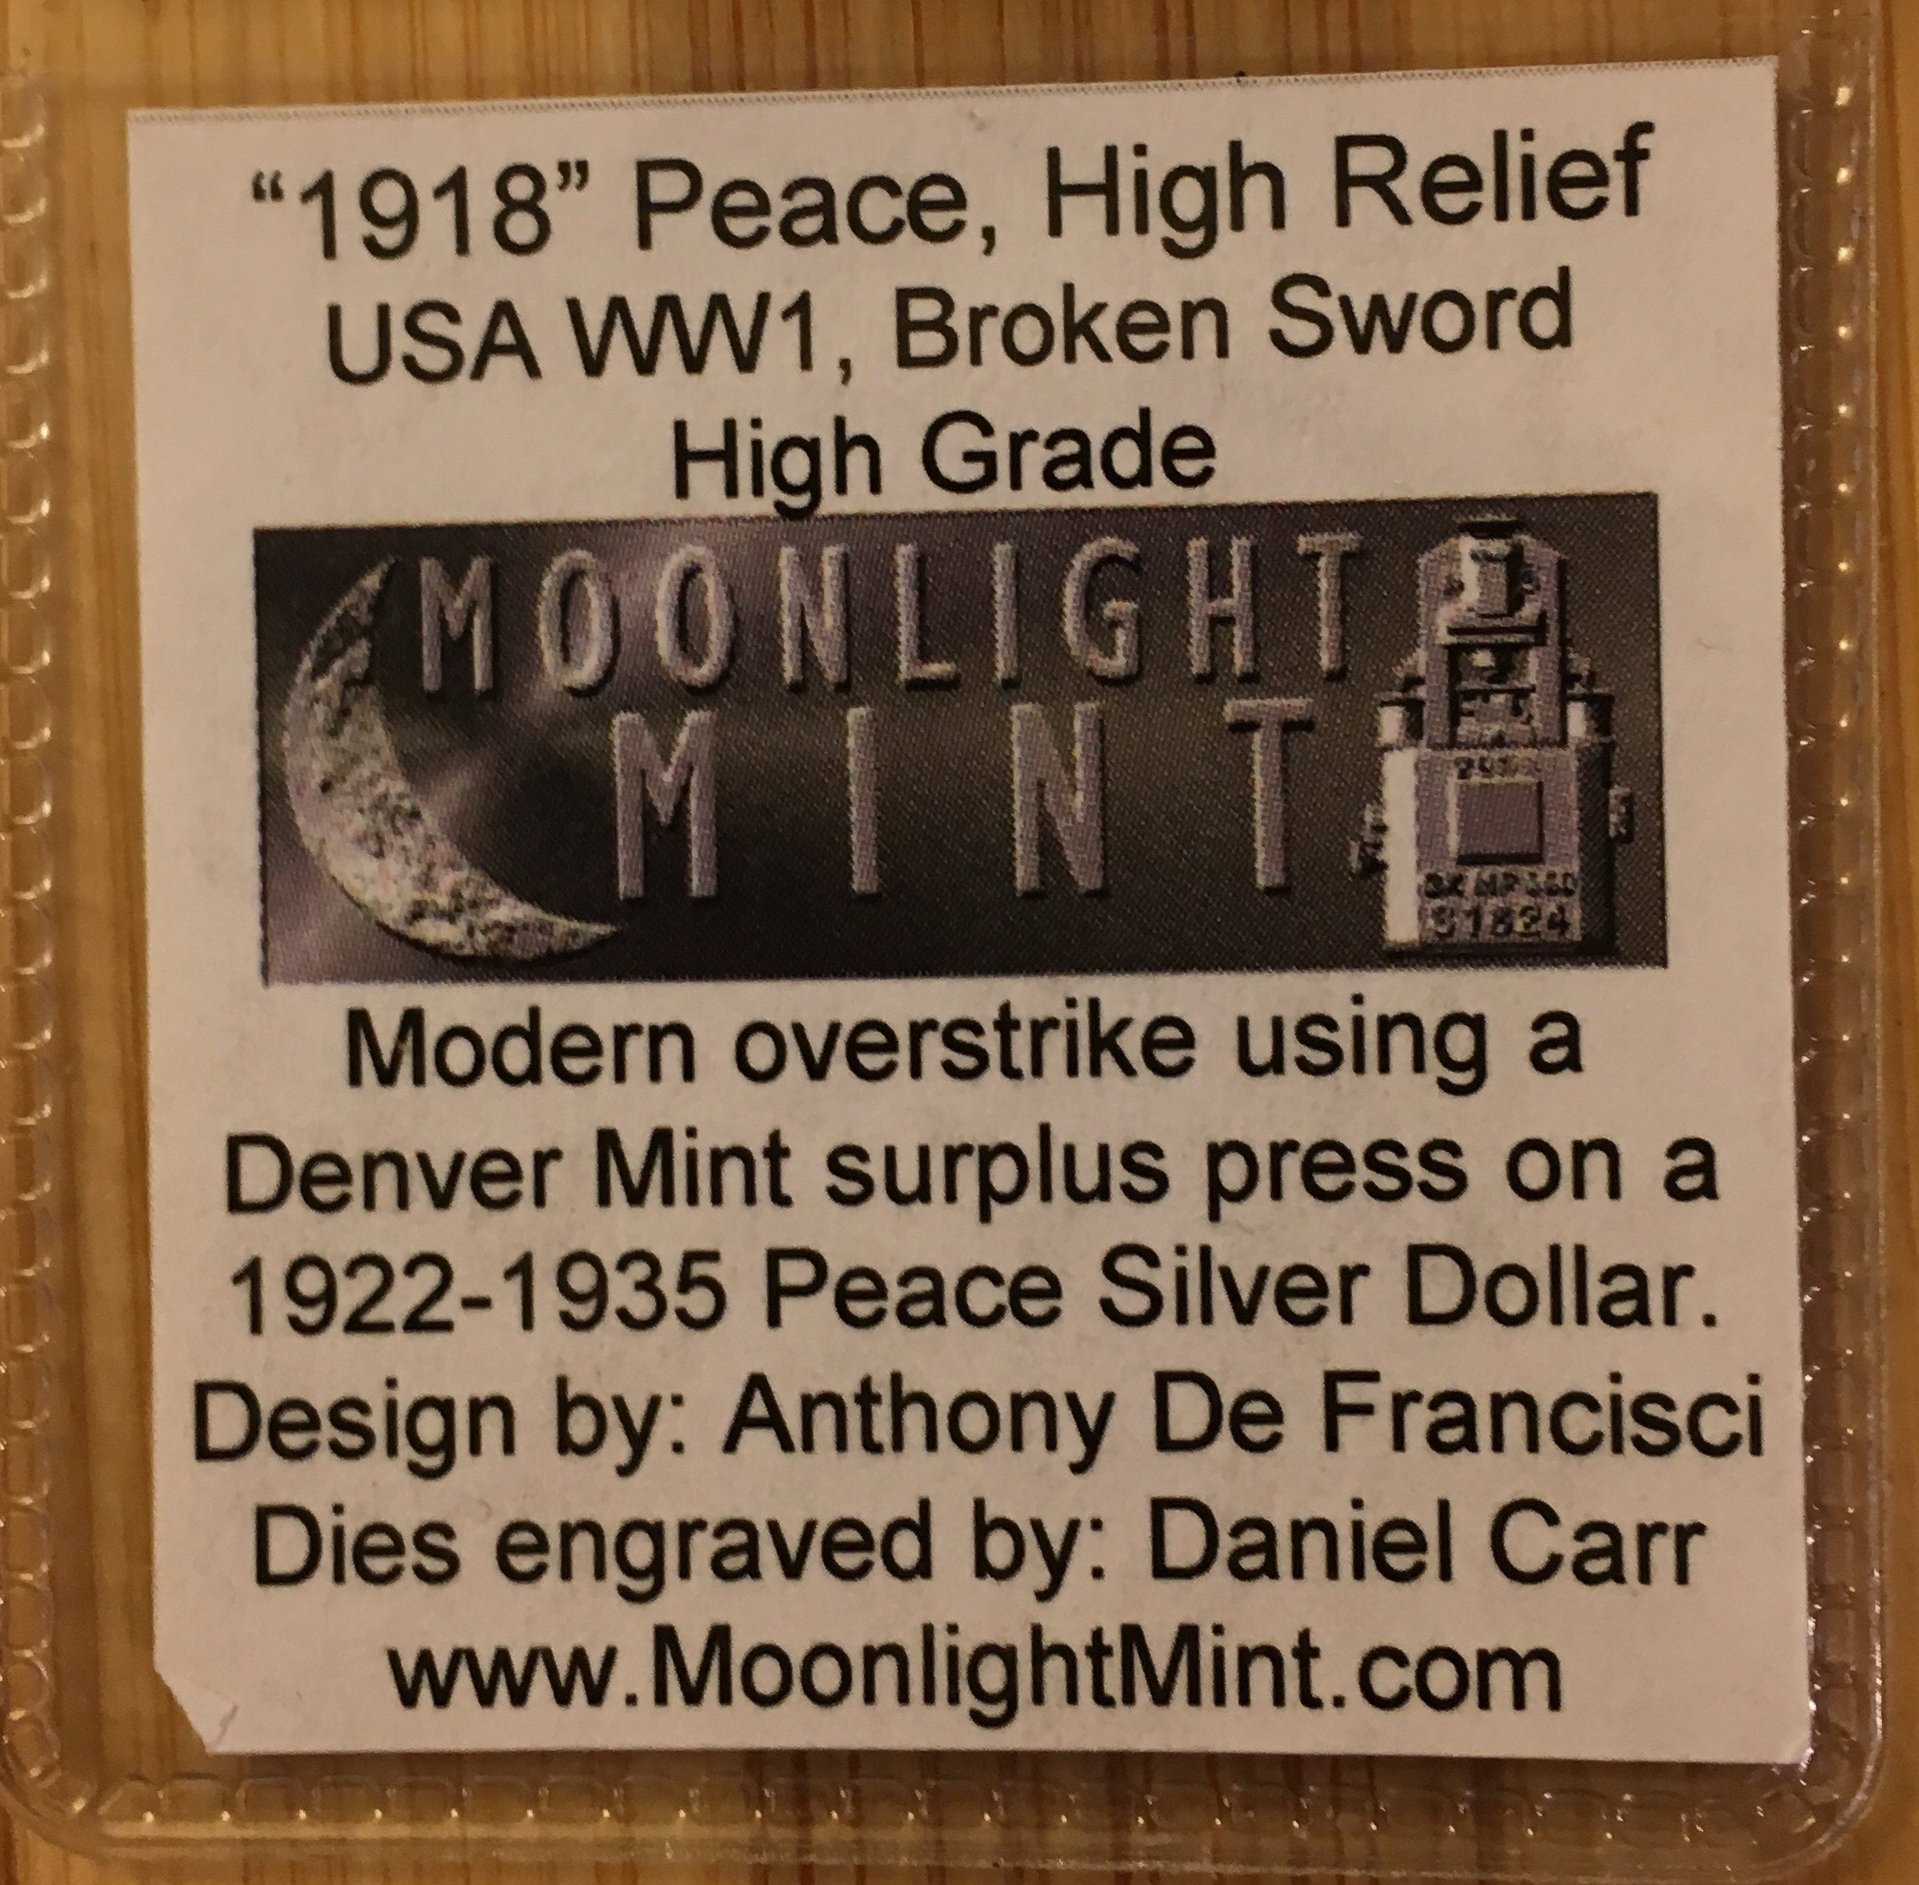 “1918” Peace, High Relief
USA WW1, Broken Sword
High Grade
MOONLIGHT
MINT
31824
Modern overstrike using a
Denver Mint surplus press on a
1922-1935 Peace Silver Dollar.
Design by: Anthony De Francisci
Dies engraved by: Daniel Carr
www.MoonlightMint.com